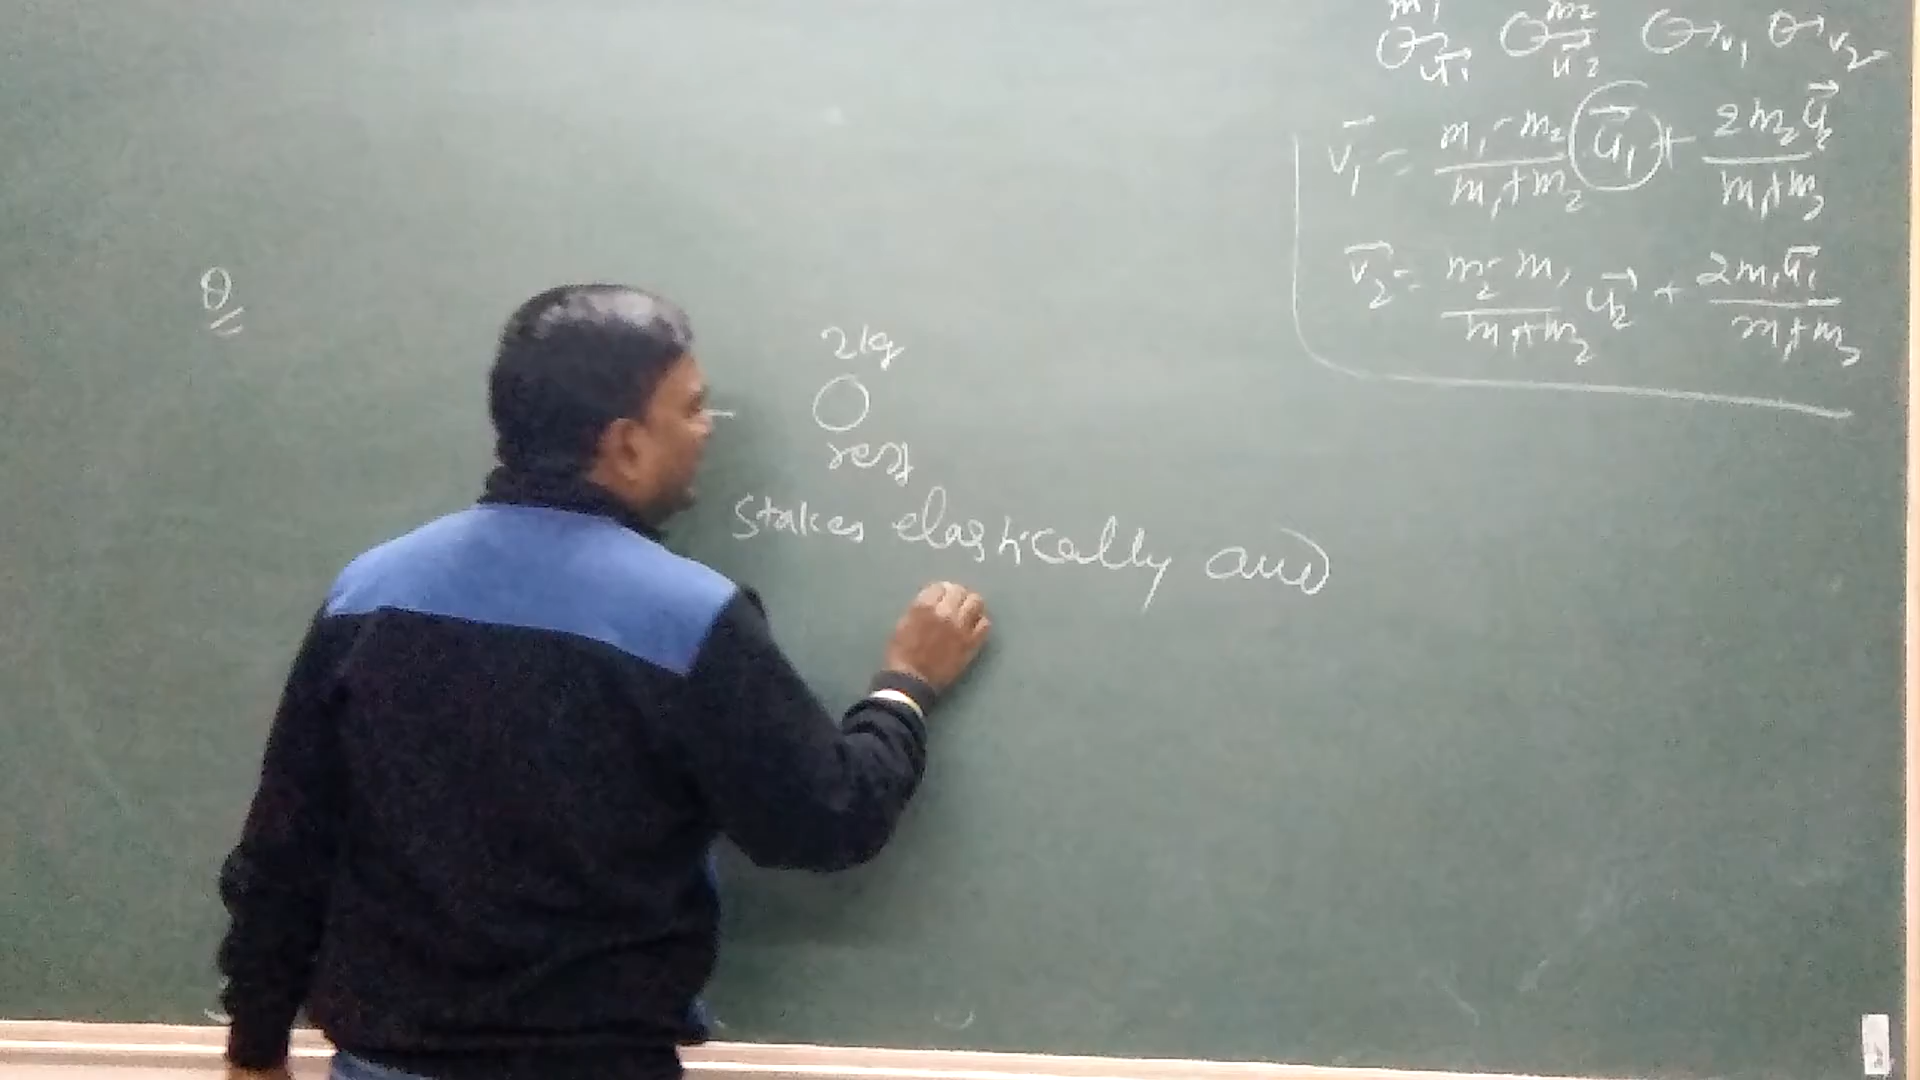 m₁ m₂
u⃗₁ u⃗₂ v₁ v₂
v⃗₁ = (m₁ - m₂)/(m₁ + m₂) u⃗₁ + 2m₂u⃗₂/(m₁ + m₂)
v⃗₂ = (m₂ - m₁)/(m₁ + m₂) u⃗₂ + 2m₁u⃗₁/(m₁ + m₂)
Q
2kg
rest
stakes elastically and